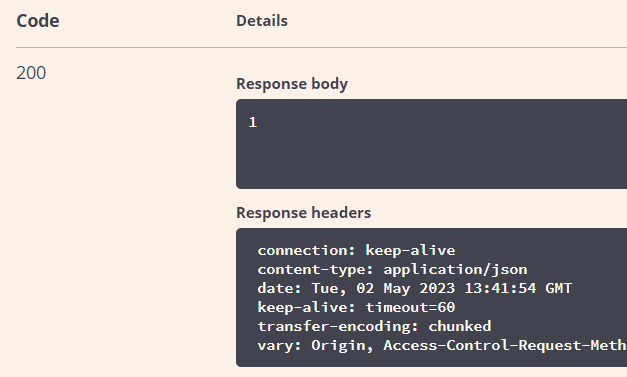 Code Details
200
Response body
1
Response headers
connection: keep-alive
content-type: application/json
date: Tue, 02 May 2023 13:41:54 GMT
keep-alive: timeout=60
transfer-encoding: chunked
vary: Origin, Access-Control-Request-Meth